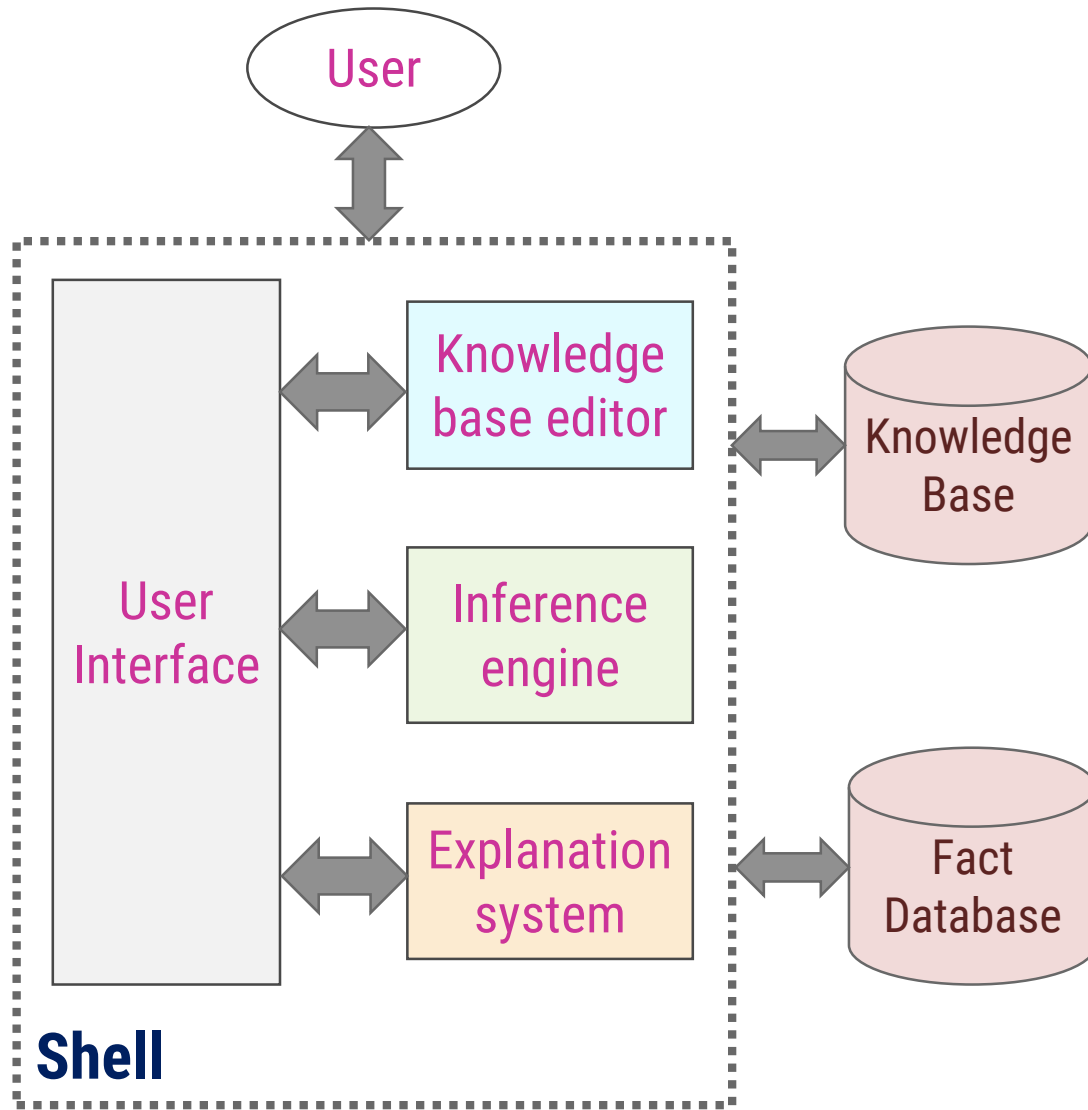 User
Knowledge
base editor
Knowledge
Base
User
Interface
Inference
engine
Explanation
system
Fact
Database
Shell